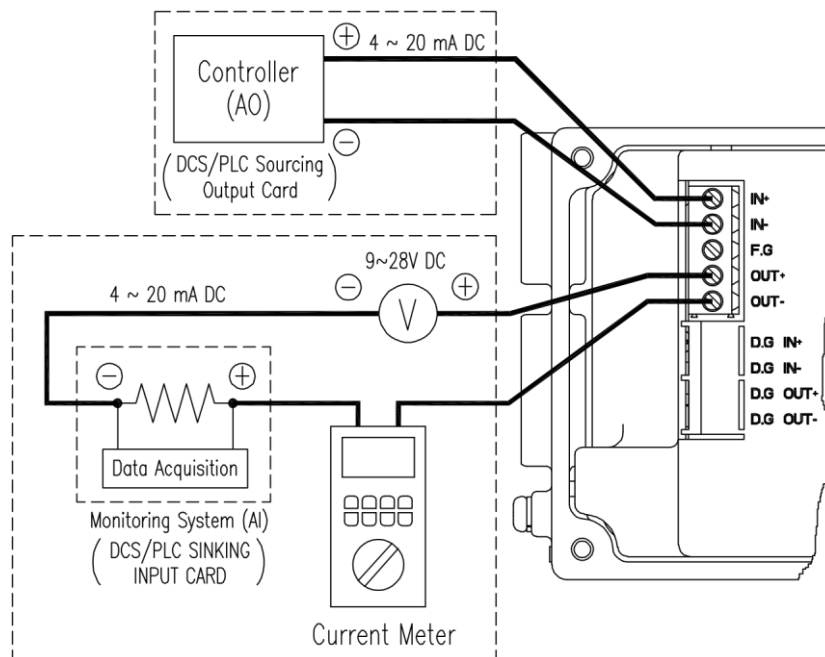 4 ~ 20 mA DC
Controller
(AO)
(DCS/PLC Sourcing
Output Card)
IN+
IN-
F.G
OUT+
OUT-
D.G IN+
D.G IN-
D.G OUT+
D.G OUT-
9~28V DC
4 ~ 20 mA DC
V
Data Acquisition
Monitoring System (AI)
(DCS/PLC SINKING
INPUT CARD)
Current Meter